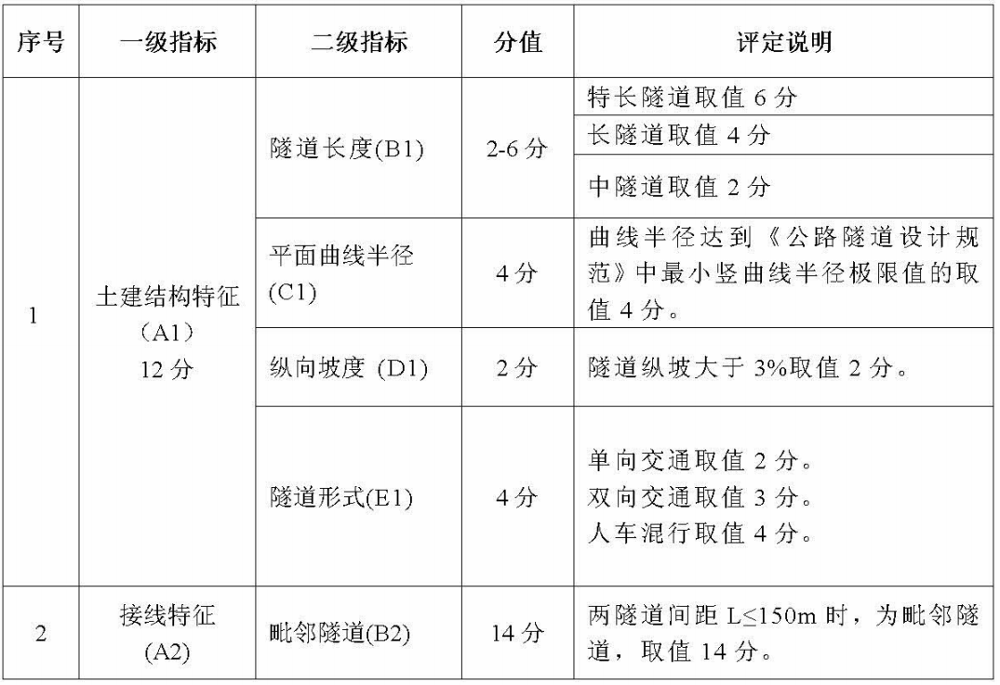 序号 一级指标 二级指标 分值 评定说明
1
土建结构特征
（A1）
12 分
隧道长度(B1)
2-6 分
特长隧道取值 6 分
长隧道取值 4 分
中隧道取值 2 分
平面曲线半径
(C1)
4 分
曲线半径达到《公路隧道设计规
范》中最小竖曲线半径极限值的取
值 4 分。
纵向坡度 (D1)
2 分
隧道纵坡大于 3%取值 2 分。
隧道形式(E1)
4 分
单向交通取值 2 分。
双向交通取值 3 分。
人车混行取值 4 分。
2
接线特征
(A2)
毗邻隧道(B2)
14 分
两隧道间距 L≤150m 时，为毗邻隧
道，取值 14 分。